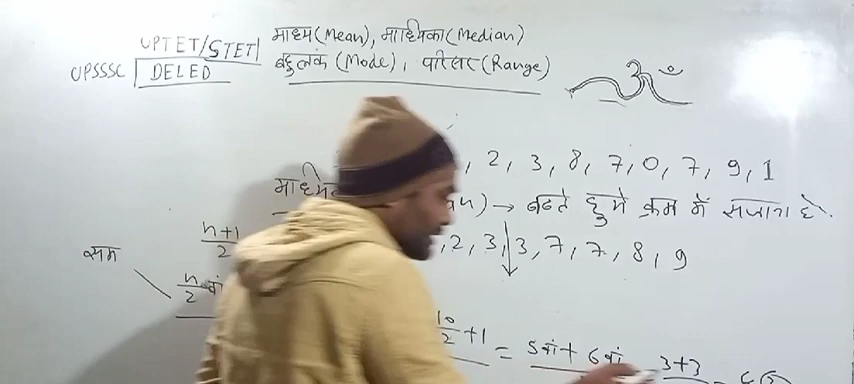 UPTET/STET
माध्य (Mean), माध्यिका (Median)
UPSSSC DELED
बहुलक (Mode), परिसर (Range)
ॐ
, 2, 3, 8, 7, 0, 7, 9, 1
→ बढते हुये क्रम में सजाना है।
n+1/2
,2, 3, 3, 7, 7, 8, 9
सम
n/2 वां
10/2 +1 = 5वां + 6वां 3+3 =